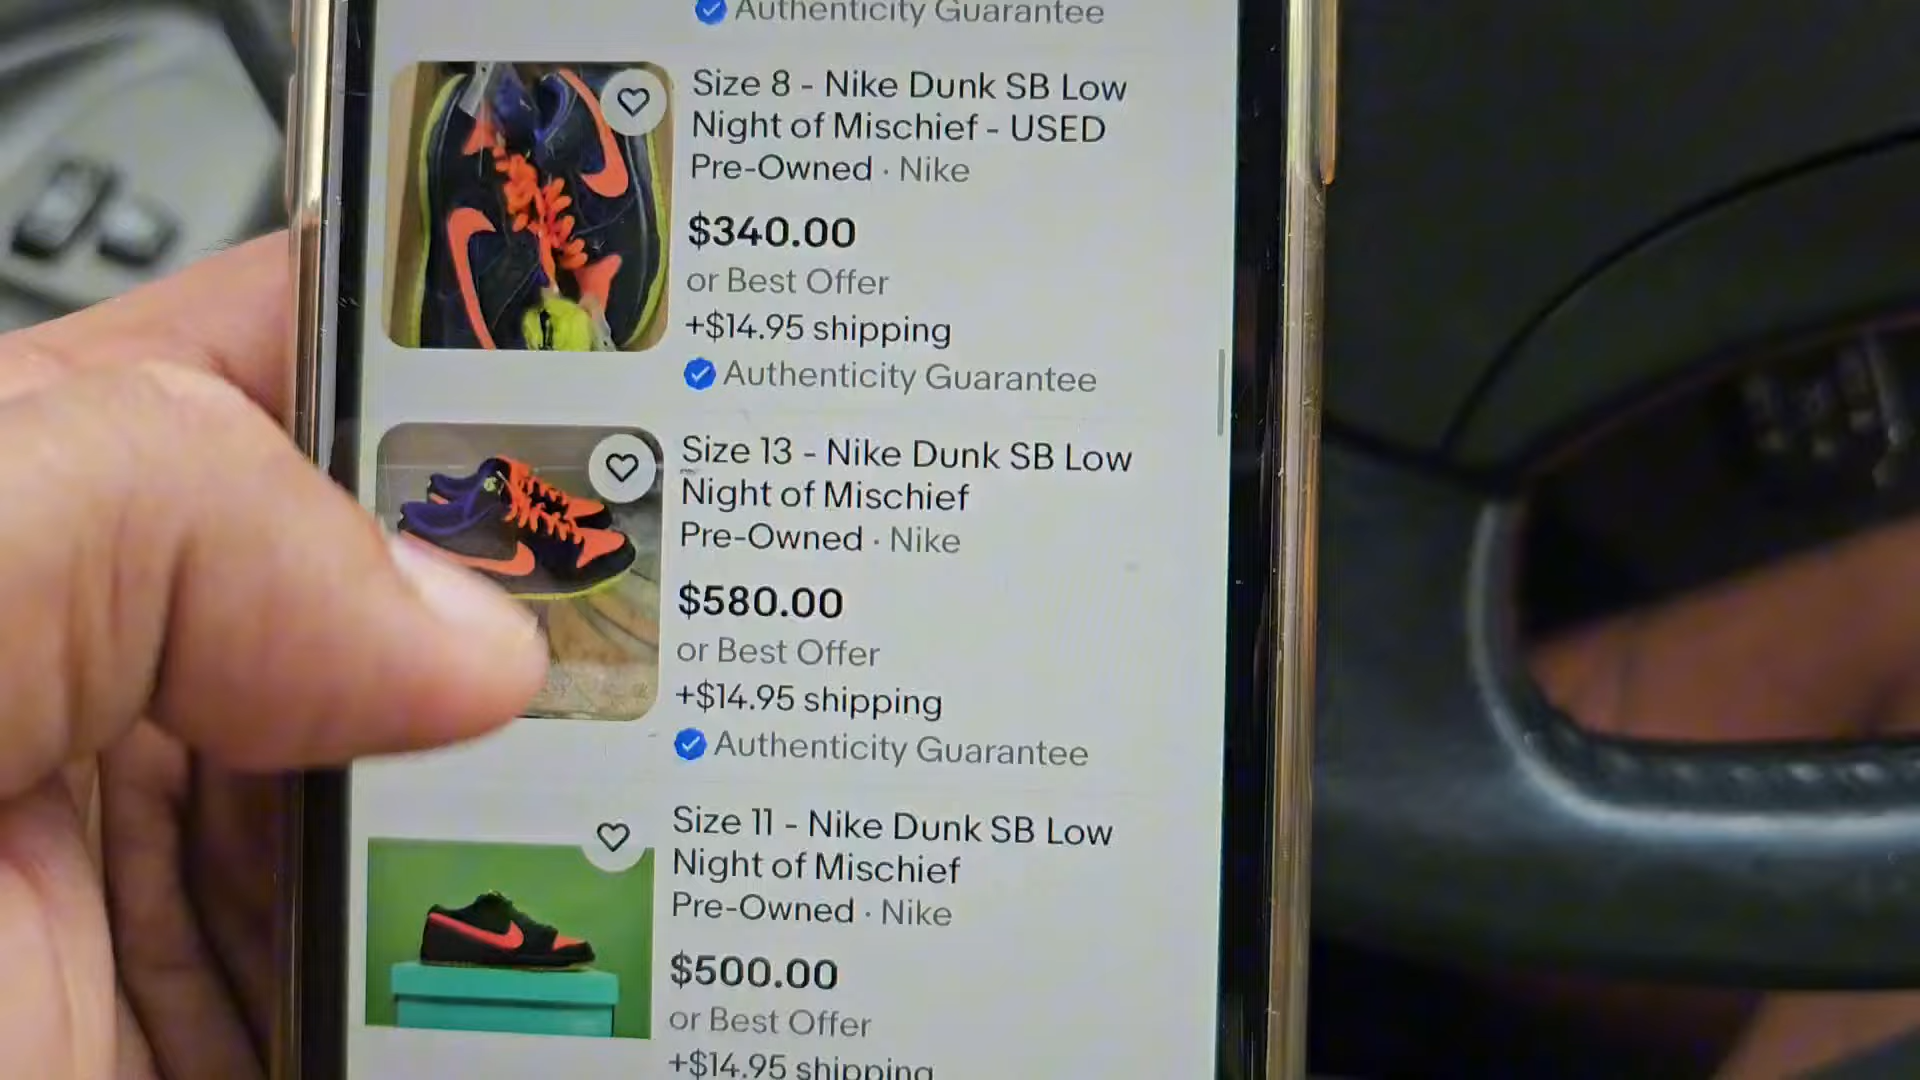 Authenticity Guarantee
Size 8 - Nike Dunk SB Low
Night of Mischief - USED
Pre-Owned · Nike
$340.00
or Best Offer
+$14.95 shipping
Authenticity Guarantee
Size 13 - Nike Dunk SB Low
Night of Mischief
Pre-Owned · Nike
$580.00
or Best Offer
+$14.95 shipping
Authenticity Guarantee
Size 11 - Nike Dunk SB Low
Night of Mischief
Pre-Owned · Nike
$500.00
or Best Offer
+$14.95 shipping